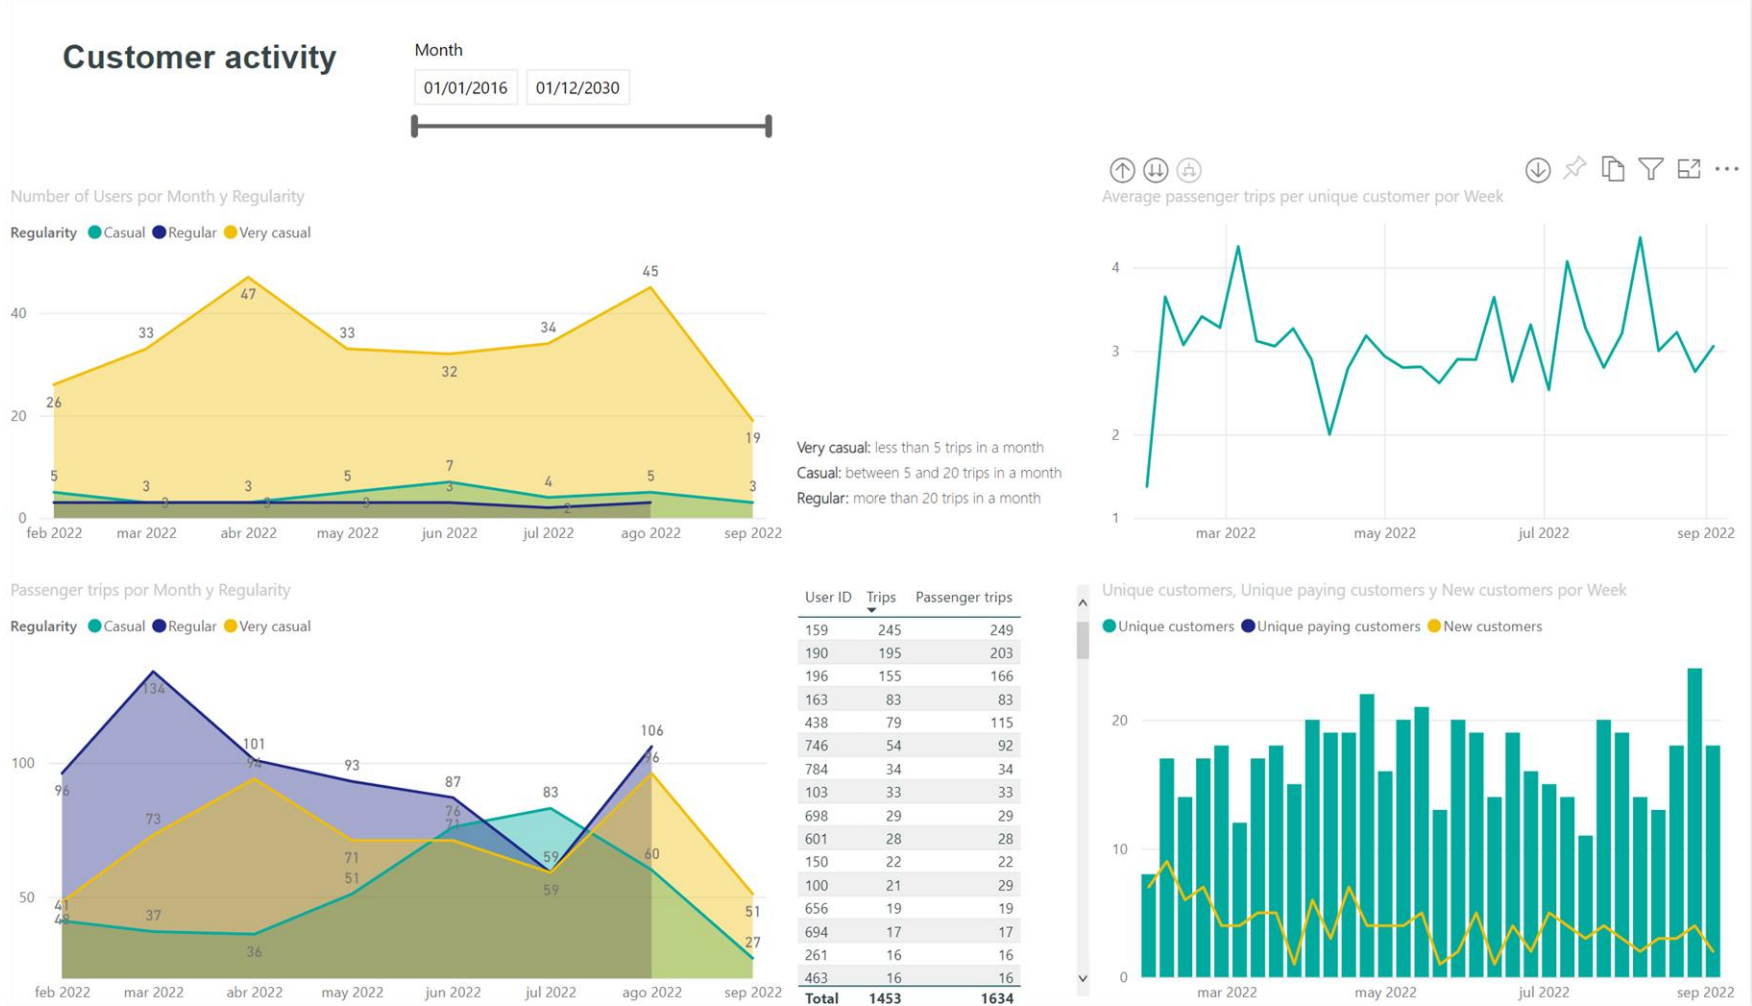 Customer activity
Month
01/01/2016 01/12/2030
Number of Users por Month y Regularity
Regularity Casual Regular Very casual
40
20
0
26
33
47
33
32
34
45
19
5
3
3
5
7
4
5
3
3
3
3
3
2
feb 2022 mar 2022 abr 2022 may 2022 jun 2022 jul 2022 ago 2022 sep 2022
Very casual: less than 5 trips in a month
Casual: between 5 and 20 trips in a month
Regular: more than 20 trips in a month
Average passenger trips per unique customer por Week
4
3
2
1
mar 2022 may 2022 jul 2022 sep 2022
Passenger trips por Month y Regularity
Regularity Casual Regular Very casual
100
50
96
134
101
93
87
59
106
48
73
94
71
71
59
96
51
41
37
36
51
76
83
60
27
feb 2022 mar 2022 abr 2022 may 2022 jun 2022 jul 2022 ago 2022 sep 2022
User ID Trips Passenger trips
159 245 249
190 195 203
196 155 166
163 83 83
438 79 115
746 54 92
784 34 34
103 33 33
698 29 29
601 28 28
150 22 22
100 21 29
656 19 19
694 17 17
261 16 16
463 16 16
Total 1453 1634
Unique customers, Unique paying customers y New customers por Week
Unique customers Unique paying customers New customers
20
10
0
mar 2022 may 2022 jul 2022 sep 2022